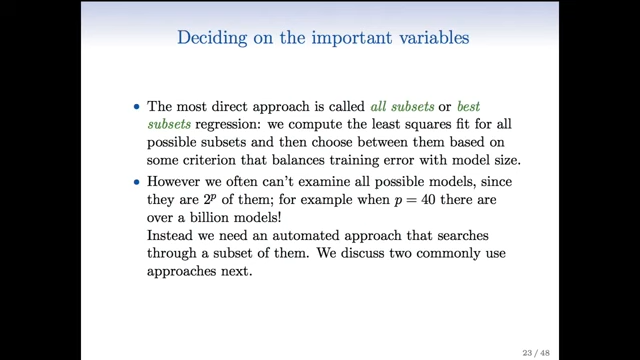 Deciding on the important variables
• The most direct approach is called all subsets or best
subsets regression: we compute the least squares fit for all
possible subsets and then choose between them based on
some criterion that balances training error with model size.
• However we often can't examine all possible models, since
they are 2^p of them; for example when p = 40 there are
over a billion models!
Instead we need an automated approach that searches
through a subset of them. We discuss two commonly use
approaches next.
23 / 48